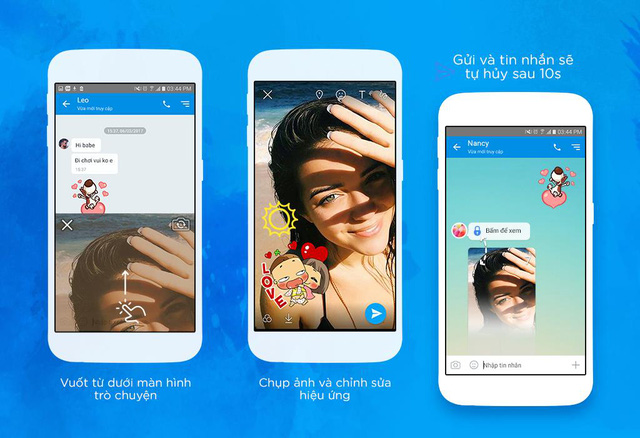 03:44 PM
Leo
Vừa mới truy cập
15:37, 06/03/2017
Hi babe
Đi chơi vui ko e
15:37
Vuốt từ dưới màn hình
trò chuyện
T
LOVE
Chụp ảnh và chỉnh sửa
hiệu ứng
Gửi và tin nhắn sẽ
tự hủy sau 10s
03:44 PM
Nancy
Vừa mới truy cập
Bấm để xem
Nhập tin nhắn